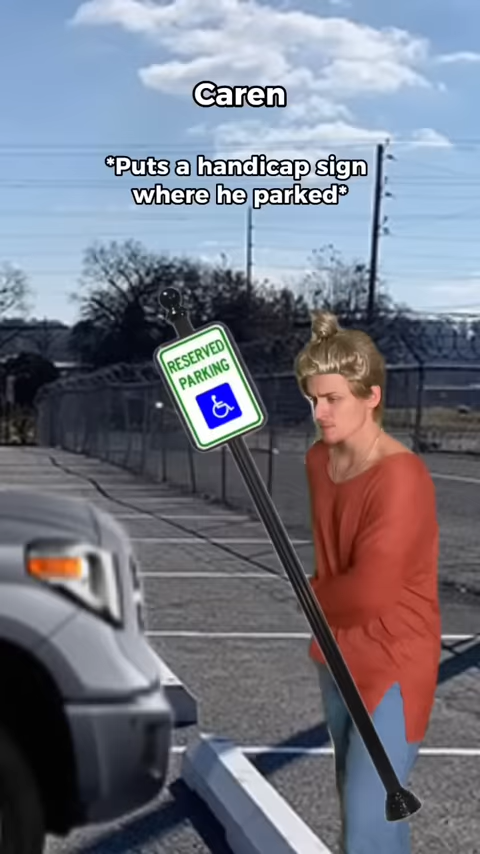 Caren
*Puts a handicap sign
where he parked*
RESERVED
PARKING